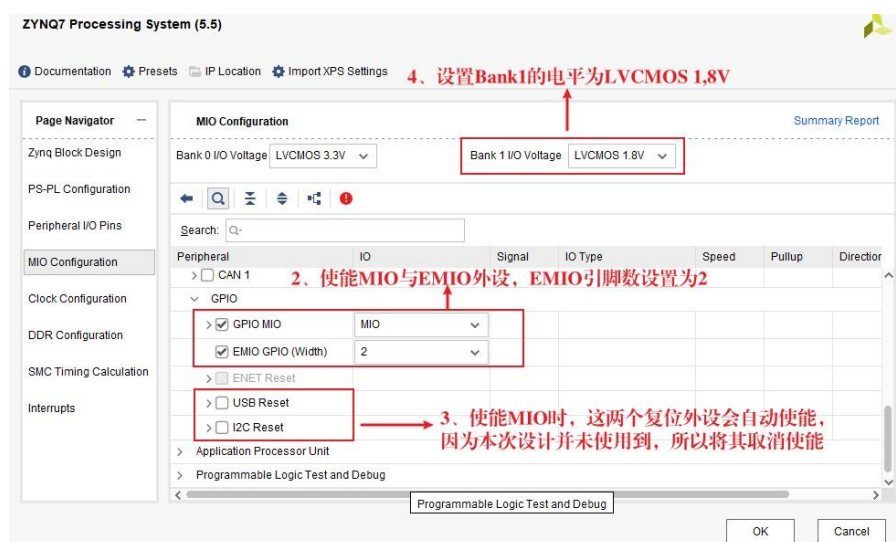 ZYNQ7 Processing System (5.5)
Documentation Presets IP Location Import XPS Settings
4、设置Bank1的电平为LVCMOS 1,8V
Page Navigator
MIO Configuration
Summary Report
Zynq Block Design
Bank 0 I/O Voltage LVCMOS 3.3V
Bank 1 I/O Voltage LVCMOS 1.8V
PS-PL Configuration
Peripheral I/O Pins
Search: Q-
MIO Configuration
Peripheral IO Signal IO Type Speed Pullup Direction
CAN 1
2、使能MIO与EMIO外设，EMIO引脚数设置为2
Clock Configuration
GPIO
GPIO MIO MIO
DDR Configuration
EMIO GPIO (Width) 2
SMC Timing Calculation
ENET Reset
Interrupts
USB Reset
I2C Reset
3、使能MIO时，这两个复位外设会自动使能，
因为本次设计并未使用到，所以将其取消使能
Application Processor Unit
Programmable Logic Test and Debug
Programmable Logic Test and Debug
OK Cancel